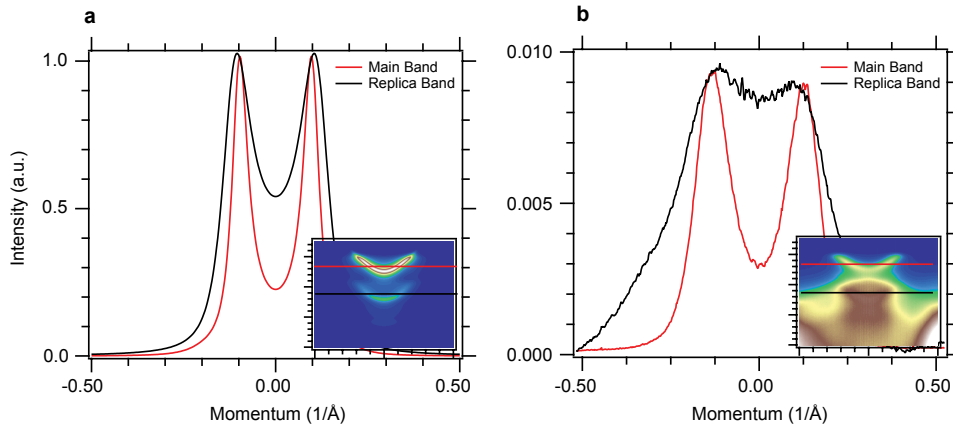 a
b
1.0
0.5
0.0
Intensity (a.u.)
Main Band
Replica Band
-0.50
0.00
0.50
Momentum (1/Å)
0.010
0.005
0.000
Main Band
Replica Band
-0.50
0.00
0.50
Momentum (1/Å)